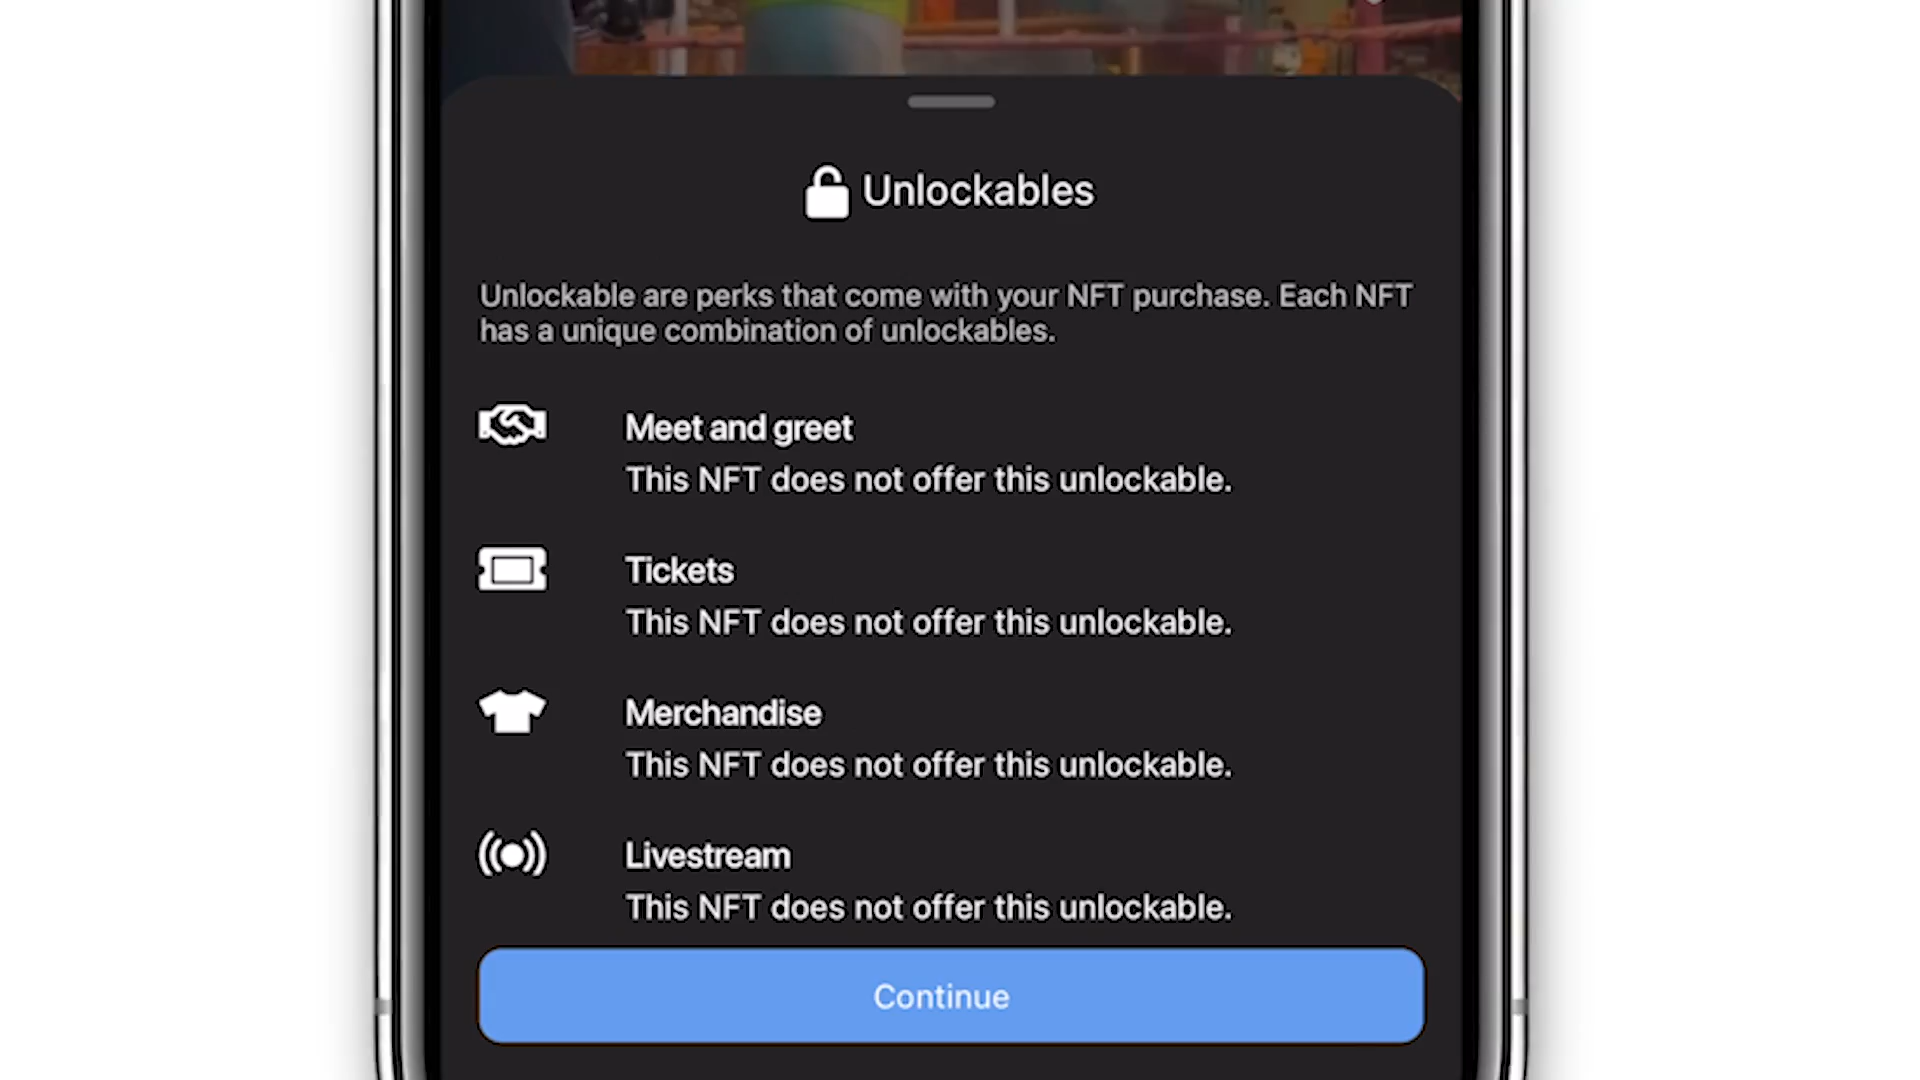 Unlockables
Unlockable are perks that come with your NFT purchase. Each NFT
has a unique combination of unlockables.
Meet and greet
This NFT does not offer this unlockable.
Tickets
This NFT does not offer this unlockable.
Merchandise
This NFT does not offer this unlockable.
Livestream
This NFT does not offer this unlockable.
Continue